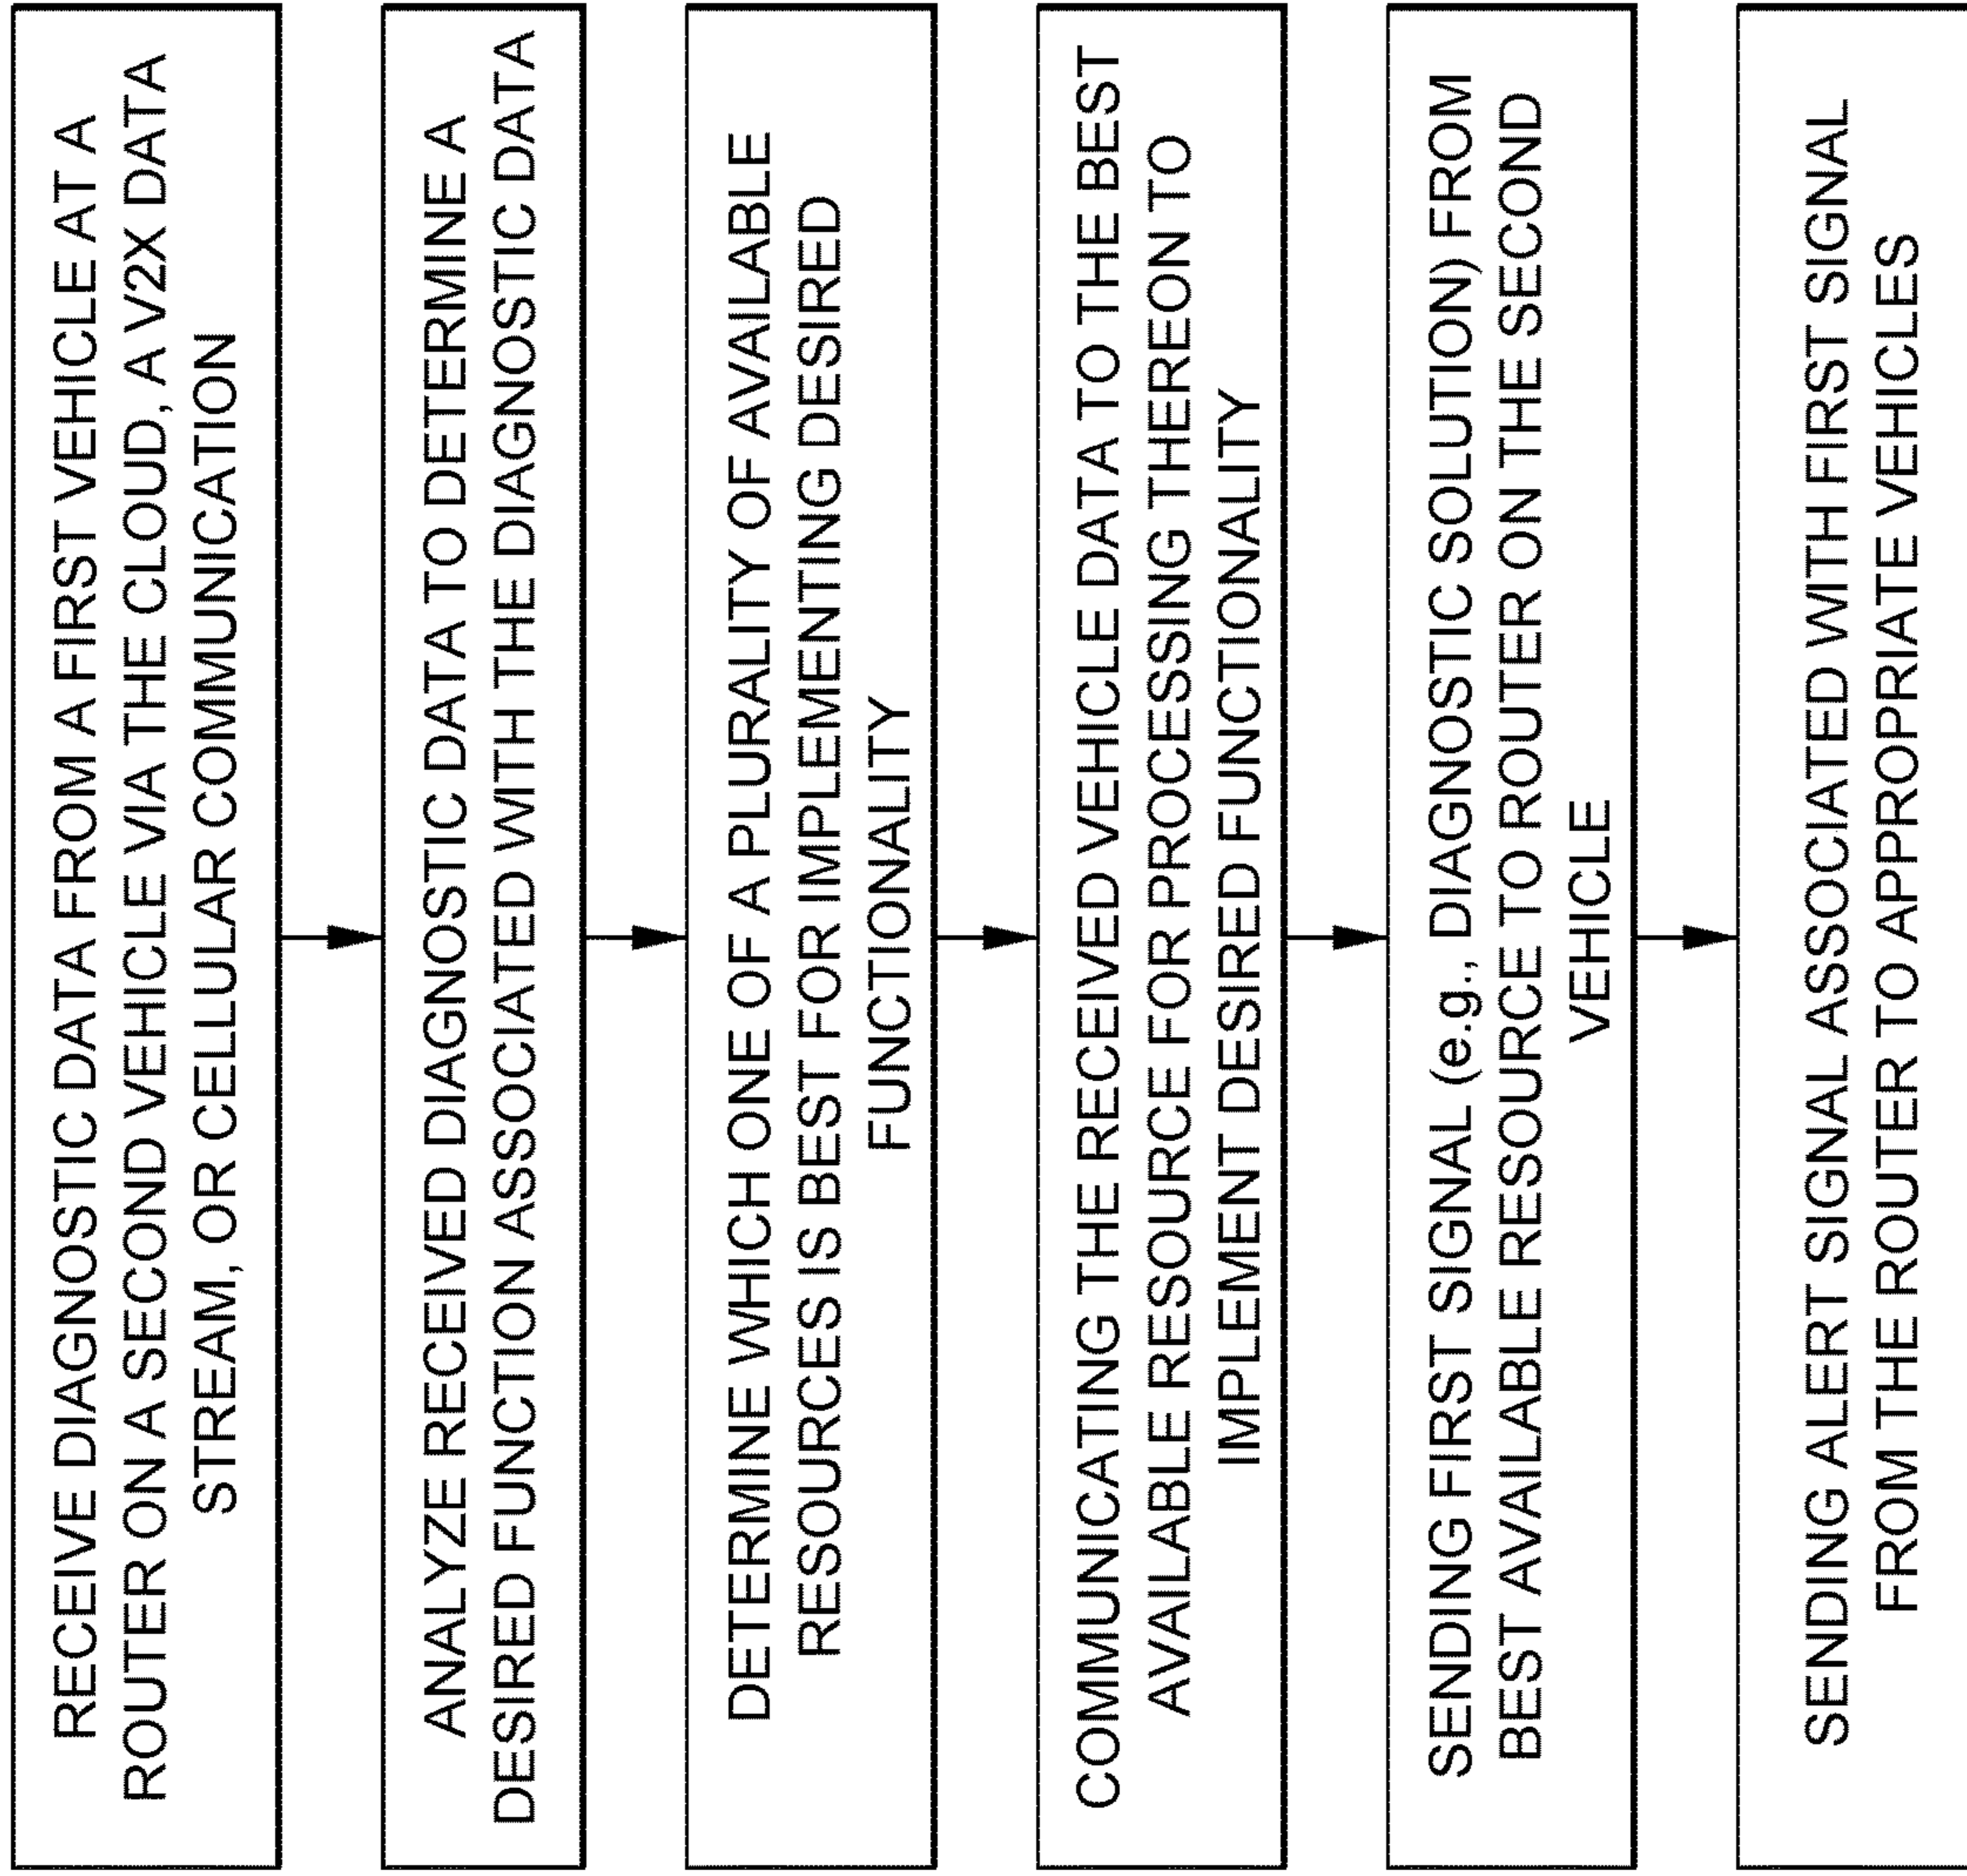 RECEIVE DIAGNOSTIC DATA FROM A FIRST VEHICLE AT A
ROUTER ON A SECOND VEHICLE VIA THE CLOUD, A V2X DATA
STREAM, OR CELLULAR COMMUNICATION
ANALYZE RECEIVED DIAGNOSTIC DATA TO DETERMINE A
DESIRED FUNCTION ASSOCIATED WITH THE DIAGNOSTIC DATA
DETERMINE WHICH ONE OF A PLURALITY OF AVAILABLE
RESOURCES IS BEST FOR IMPLEMENTING DESIRED
FUNCTIONALITY
COMMUNICATING THE RECEIVED VEHICLE DATA TO THE BEST
AVAILABLE RESOURCE FOR PROCESSING THEREON TO
IMPLEMENT DESIRED FUNCTIONALITY
SENDING FIRST SIGNAL (e.g., DIAGNOSTIC SOLUTION) FROM
BEST AVAILABLE RESOURCE TO ROUTER ON THE SECOND
VEHICLE
SENDING ALERT SIGNAL ASSOCIATED WITH FIRST SIGNAL
FROM THE ROUTER TO APPROPRIATE VEHICLES